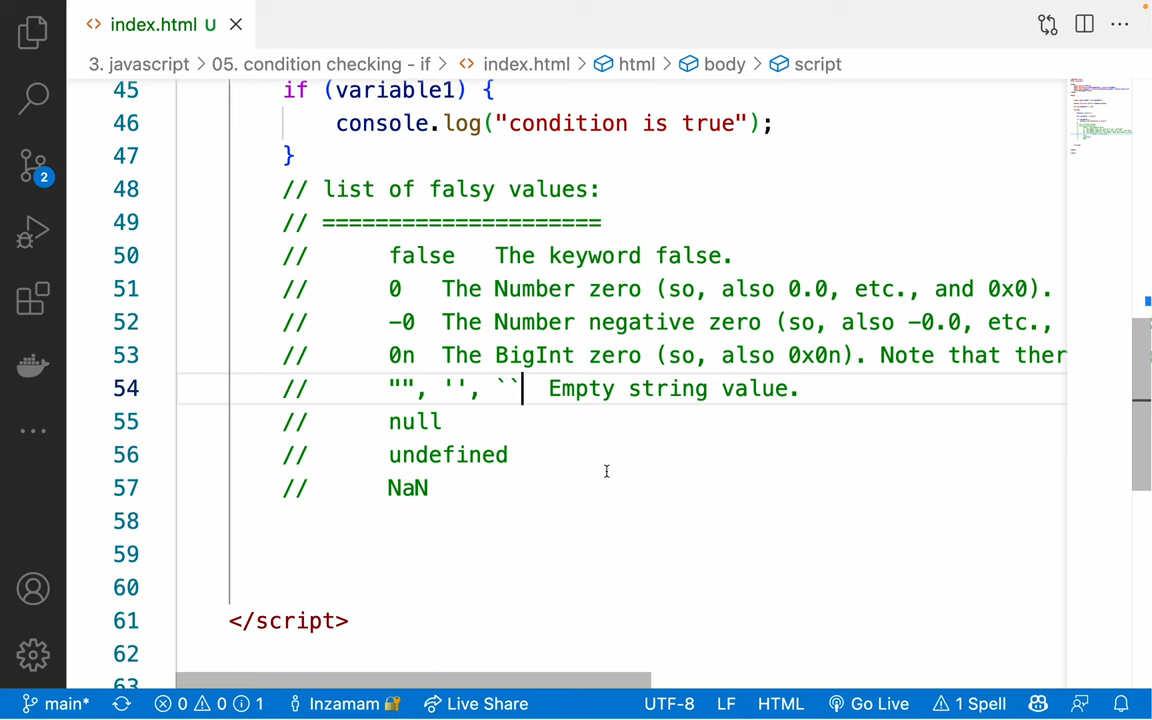 index.html U
3. javascript > 05. condition checking - if > <> index.html > html > body > script
45 if (variable1) {
46 console.log("condition is true");
47 }
48 // list of falsy values:
49 // =====================
50 // false The keyword false.
51 // 0 The Number zero (so, also 0.0, etc., and 0x0).
52 // -0 The Number negative zero (so, also -0.0, etc.,
53 // 0n The BigInt zero (so, also 0x0n). Note that ther
54 // "", '', `` Empty string value.
55 // null
56 // undefined
57 // NaN
58
59
60
61 </script>
62
63
2
main* 0 0 1 Inzamam Live Share UTF-8 LF HTML Go Live 1 Spell